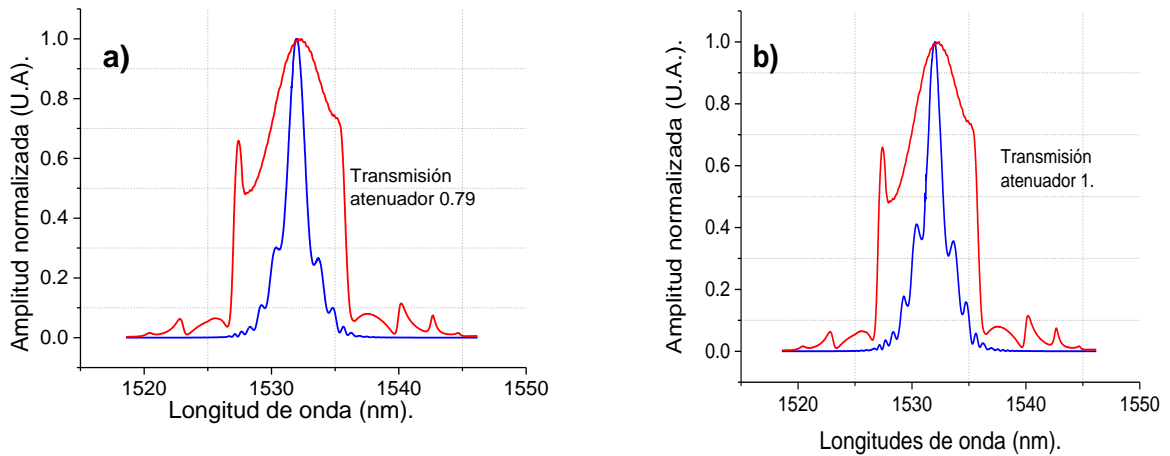 a)
Amplitud normalizada (U.A).
1.0
0.8
0.6
0.4
0.2
0.0
Transmisión
atenuador 0.79
1520
1530
1540
1550
Longitud de onda (nm).
b)
Amplitud normalizada (U.A.).
1.0
0.8
0.6
0.4
0.2
0.0
Transmisión
atenuador 1.
1520
1530
1540
1550
Longitudes de onda (nm).